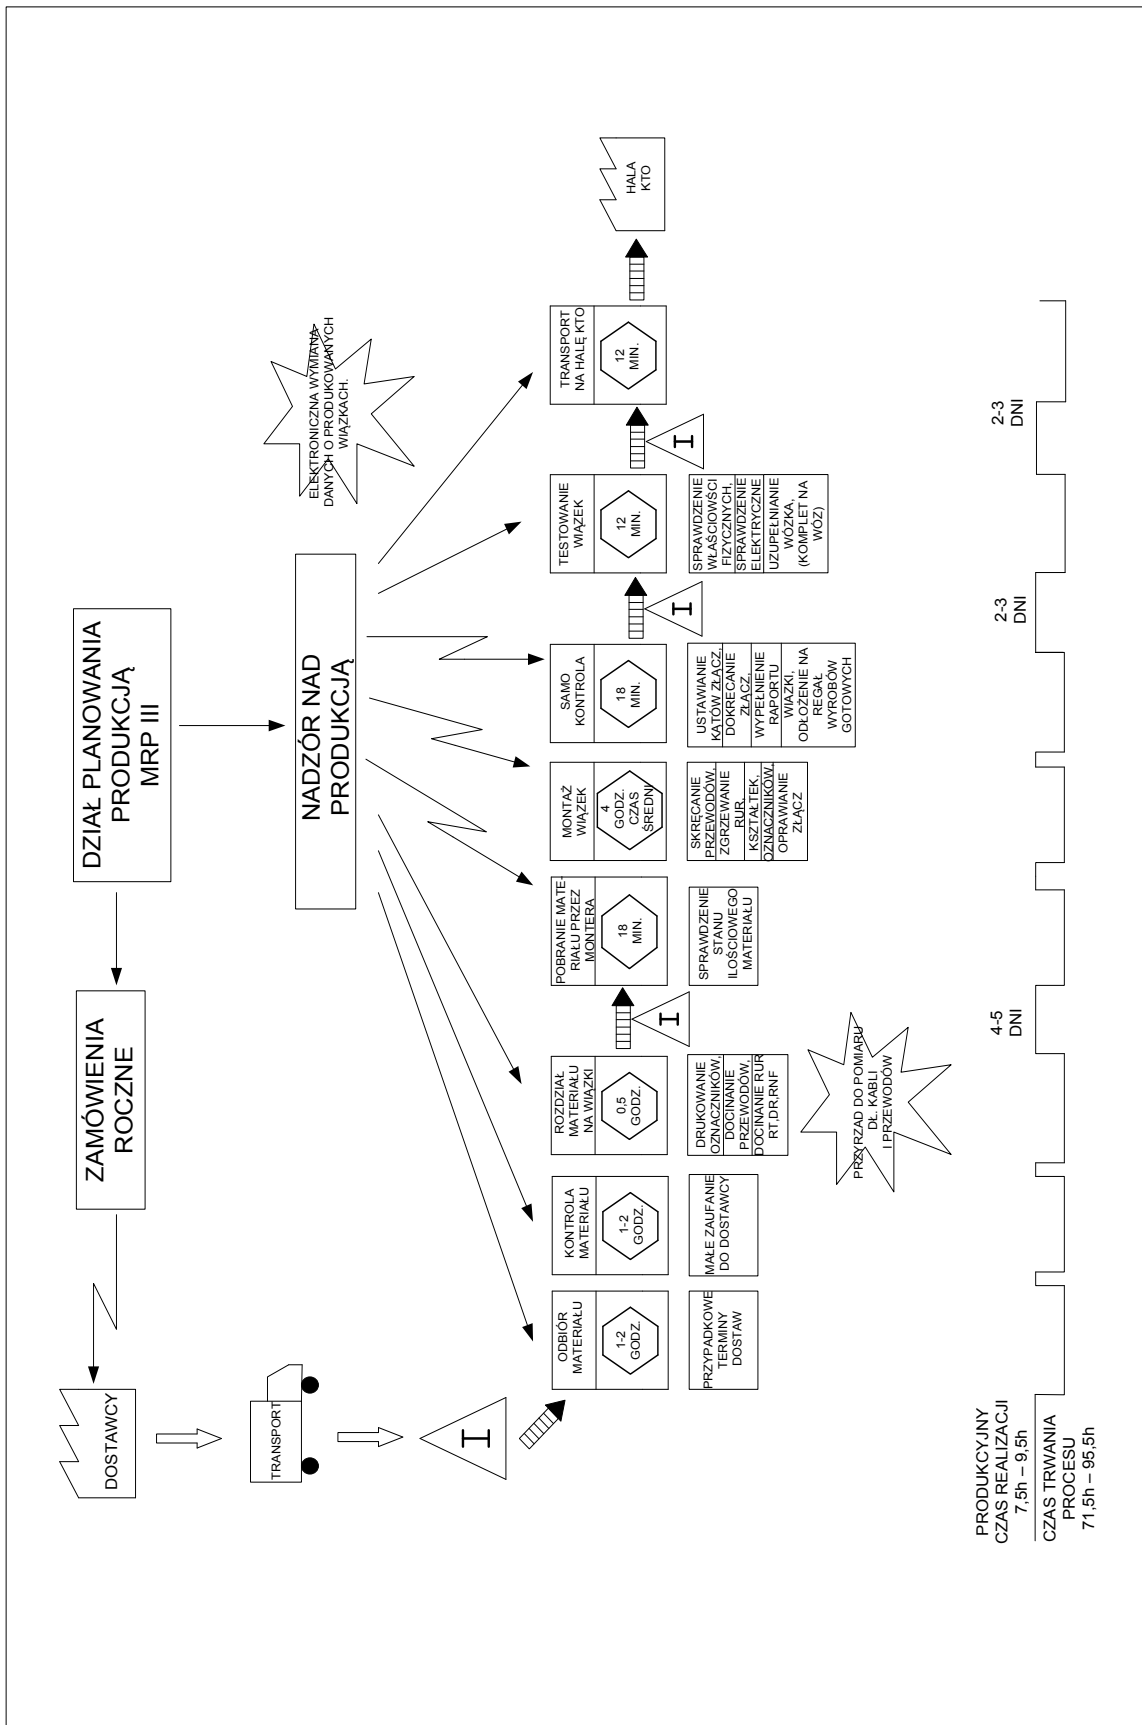 DZIAŁ PLANOWANIA
PRODUKCJĄ
MRP III
ZAMÓWIENIA
ROCZNE
DOSTAWCY
TRANSPORT
NADZÓR NAD
PRODUKCJĄ
ELEKTRONICZNA WYMIANA
DANYCH O PRODUKOWANYCH
WIĄZKACH.
I
ODBIÓR
MATERIAŁU
1-2
GODZ.
PRZYPADKOWE
TERMINY
DOSTAW
KONTROLA
MATERIAŁU
1-2
GODZ.
MAŁE ZAUFANIE
DO DOSTAWCY
ROZDZIAŁ
MATERIAŁU
NA WIĄZKI
0,5
GODZ.
DRUKOWANIE
OZNACZNIKÓW,
DOCINANIE
PRZEWODÓW,
DOCINANIE RUR
RT,DR,RNF
PRZYRZĄD DO POMIARU
DŁ. KABLI
I PRZEWODÓW
I
POBRANIE MATE-
RIAŁU PRZEZ
MONTERA
18
MIN.
SPRAWDZENIE
STANU
ILOŚCIOWEGO
MATERIAŁU
MONTAŻ
WIĄZEK
4
GODZ.
CZAS
ŚREDNI
SKRĘCANIE
PRZEWODÓW,
ZGRZEWANIE
RUR,
KSZTAŁTEK,
OZNACZNIKÓW,
OPRAWIANIE
ZŁĄCZ
SAMO
KONTROLA
18
MIN.
USTAWIANIE
KĄTÓW ZŁĄCZ,
DOKRECANIE
ZŁĄCZ,
WYPEŁNIENIE
RAPORTU
WIAZKI,
ODŁOŻENIE NA
REGAŁ
WYROBÓW
GOTOWYCH
I
TESTOWANIE
WIĄZEK
12
MIN.
SPRAWDZENIE
WŁAŚCIOWŚCI
FIZYCZNYCH,
SPRAWDZENIE
ELEKTRYCZNE
UZUPEŁNIANIE
WÓZKA,
(KOMPLET NA
WÓZ)
I
TRANSPORT
NA HALĘ KTO
12
MIN.
HALA
KTO
PRODUKCYJNY
CZAS REALIZACJI
7,5h – 9,5h
CZAS TRWANIA
PROCESU
71,5h – 95,5h
4-5
DNI
2-3
DNI
2-3
DNI